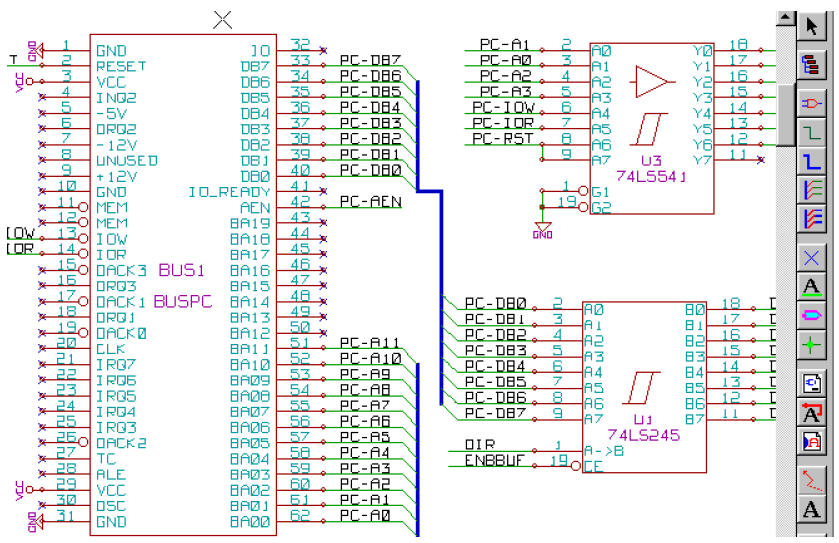 GND 1 GND IO 32
T 2 RESET DB7 33 PC-DB7
VCC 3 VCC DB6 34 PC-DB6
4 INQ2 DB5 35 PC-DB5
5 -5V DB4 36 PC-DB4
6 DRQ2 DB3 37 PC-DB3
7 -12V DB2 38 PC-DB2
8 UNUSED DB1 39 PC-DB1
9 +12V DB0 40 PC-DB0
10 GND IO_READY 41
11 MEM AEN 42 PC-AEN
12 MEM BA19 43
IOW 13 IOW BA18 44
IOR 14 IOR BA17 45
15 DACK3 BUS1 BA16 46
16 DRQ3 BA15 47
17 DACK1 BUSPC BA14 48
18 DRQ1 BA13 49
19 DACK0 BA12 50
20 CLK BA11 51 PC-A11
21 IRQ7 BA10 52 PC-A10
22 IRQ6 BA09 53 PC-A9
23 IRQ5 BA08 54 PC-A8
24 IRQ4 BA07 55 PC-A7
25 IRQ3 BA06 56 PC-A6
26 DACK2 BA05 57 PC-A5
27 TC BA04 58 PC-A4
28 ALE BA03 59 PC-A3
VCC 29 VCC BA02 60 PC-A2
30 OSC BA01 61 PC-A1
GND 31 GND BA00 62 PC-A0
PC-A1 2 A0 Y0 18
PC-A0 3 A1 Y1 17
PC-A2 4 A2 Y2 16
PC-A3 5 A3 Y3 15
PC-IOW 6 A4 Y4 14
PC-IOR 7 A5 Y5 13
PC-RST 8 A6 Y6 12
9 A7 Y7 11
U3
74LS541
1 G1
19 G2
GND
PC-DB0 2 A0 B0 18
PC-DB1 3 A1 B1 17
PC-DB2 4 A2 B2 16
PC-DB3 5 A3 B3 15
PC-DB4 6 A4 B4 14
PC-DB5 7 A5 B5 13
PC-DB6 8 A6 B6 12
PC-DB7 9 A7 B7 11
U1
74LS245
DIR 1 A->B
ENBBUF 19 CE
A
A
A
A